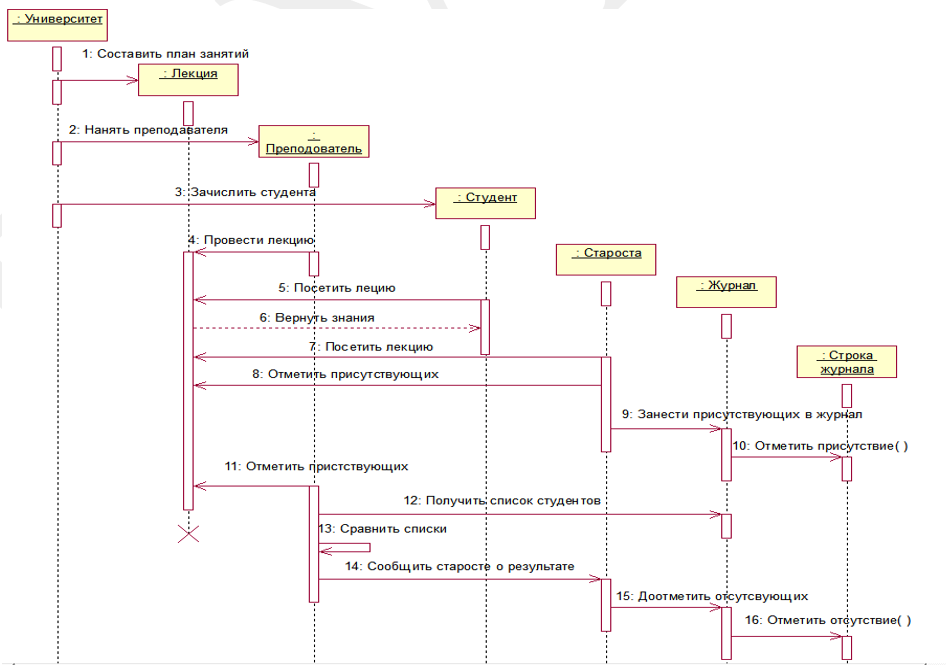 : Университет
1: Составить план занятий
: Лекция
2: Нанять преподавателя
:
Преподователь
3: Зачислить студента
: Студент
4: Провести лекцию
: Староста
5: Посетить лецию
: Журнал
6: Вернуть знания
7: Посетить лекцию
: Строка
журнала
8: Отметить присутствующих
9: Занести присутствующих в журнал
10: Отметить присутствие( )
11: Отметить пристствующих
12: Получить список студентов
13: Сравнить списки
14: Сообщить старосте о результате
15: Доотметить отсутсвующих
16: Отметить отсутствие( )